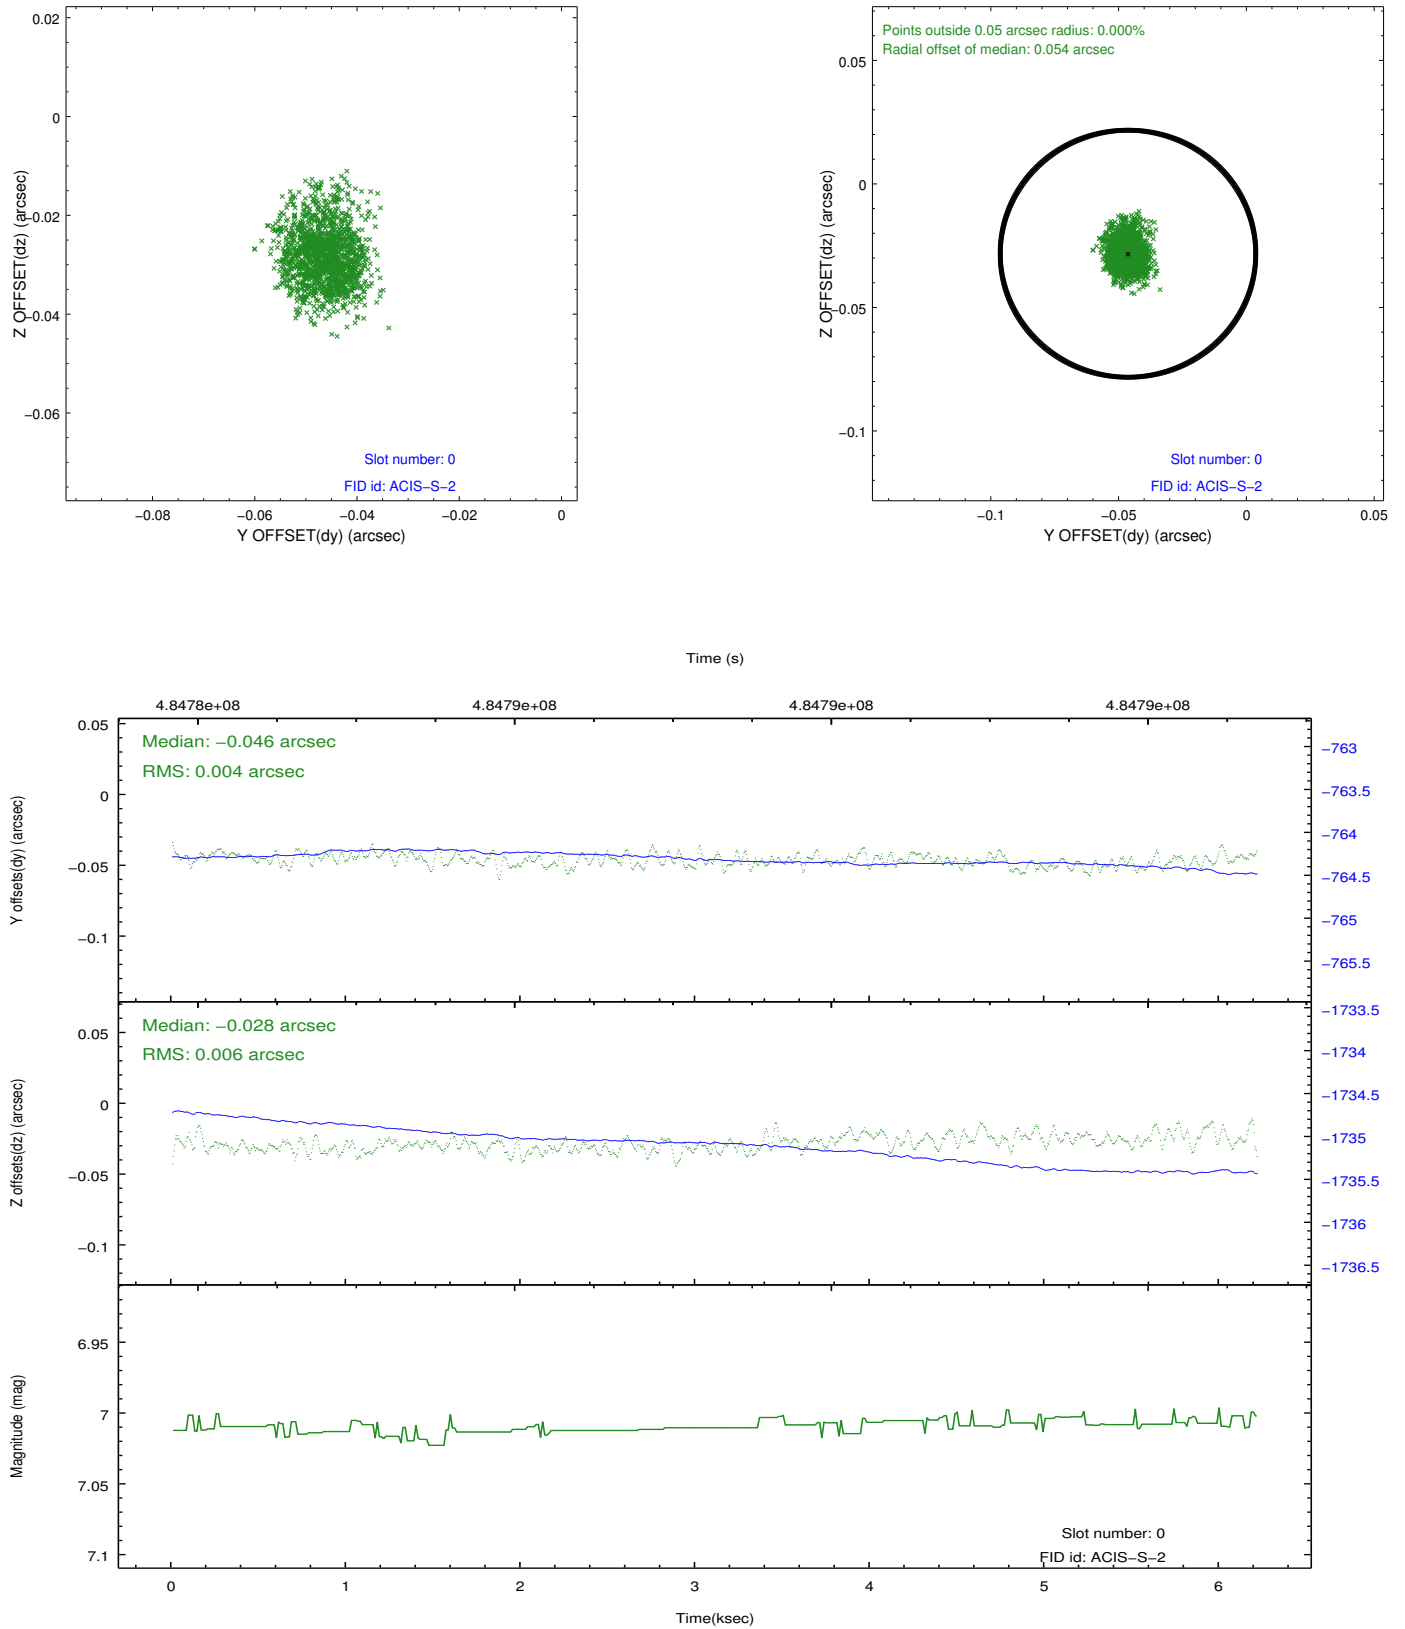 0.02
0
−0.02
−0.04
−0.06
Z OFFSET(dz) (arcsec)
Slot number: 0
FID id: ACIS−S−2
−0.08
−0.06
−0.04
−0.02
0
Y OFFSET(dy) (arcsec)
Points outside 0.05 arcsec radius: 0.000%
Radial offset of median: 0.054 arcsec
0.05
0
−0.05
−0.1
Z OFFSET(dz) (arcsec)
Slot number: 0
FID id: ACIS−S−2
−0.1
−0.05
0
0.05
Y OFFSET(dy) (arcsec)
Time (s)
4.8478e+08
4.8479e+08
4.8479e+08
4.8479e+08
Median: −0.046 arcsec
RMS: 0.004 arcsec
0.05
0
−0.05
−0.1
Y offsets(dy) (arcsec)
−763
−763.5
−764
−764.5
−765
−765.5
Median: −0.028 arcsec
RMS: 0.006 arcsec
0.05
0
−0.05
−0.1
Z offsets(dz) (arcsec)
−1733.5
−1734
−1734.5
−1735
−1735.5
−1736
−1736.5
6.95
7
7.05
7.1
Magnitude (mag)
Slot number: 0
FID id: ACIS−S−2
0
1
2
3
4
5
6
Time(ksec)